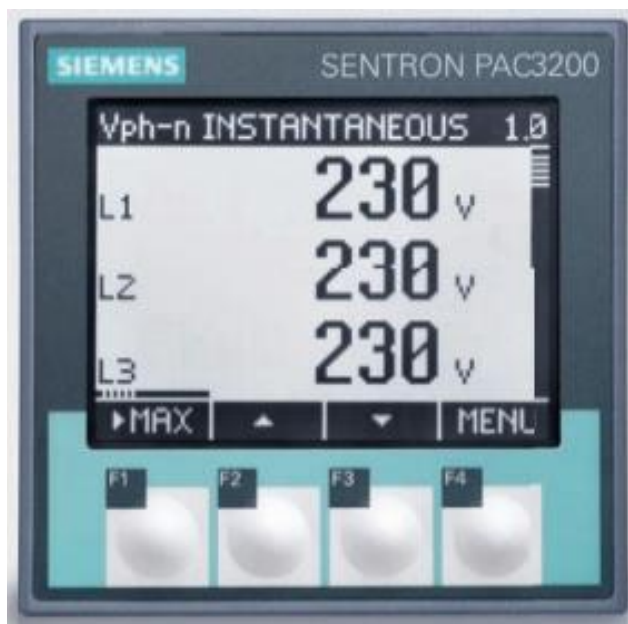 SIEMENS SENTRON PAC3200
Vph-n INSTANTANEOUS 1.0
L1 230 V
L2 230 V
L3 230 V
▸MAX ▲ ▼ MENU
F1 F2 F3 F4